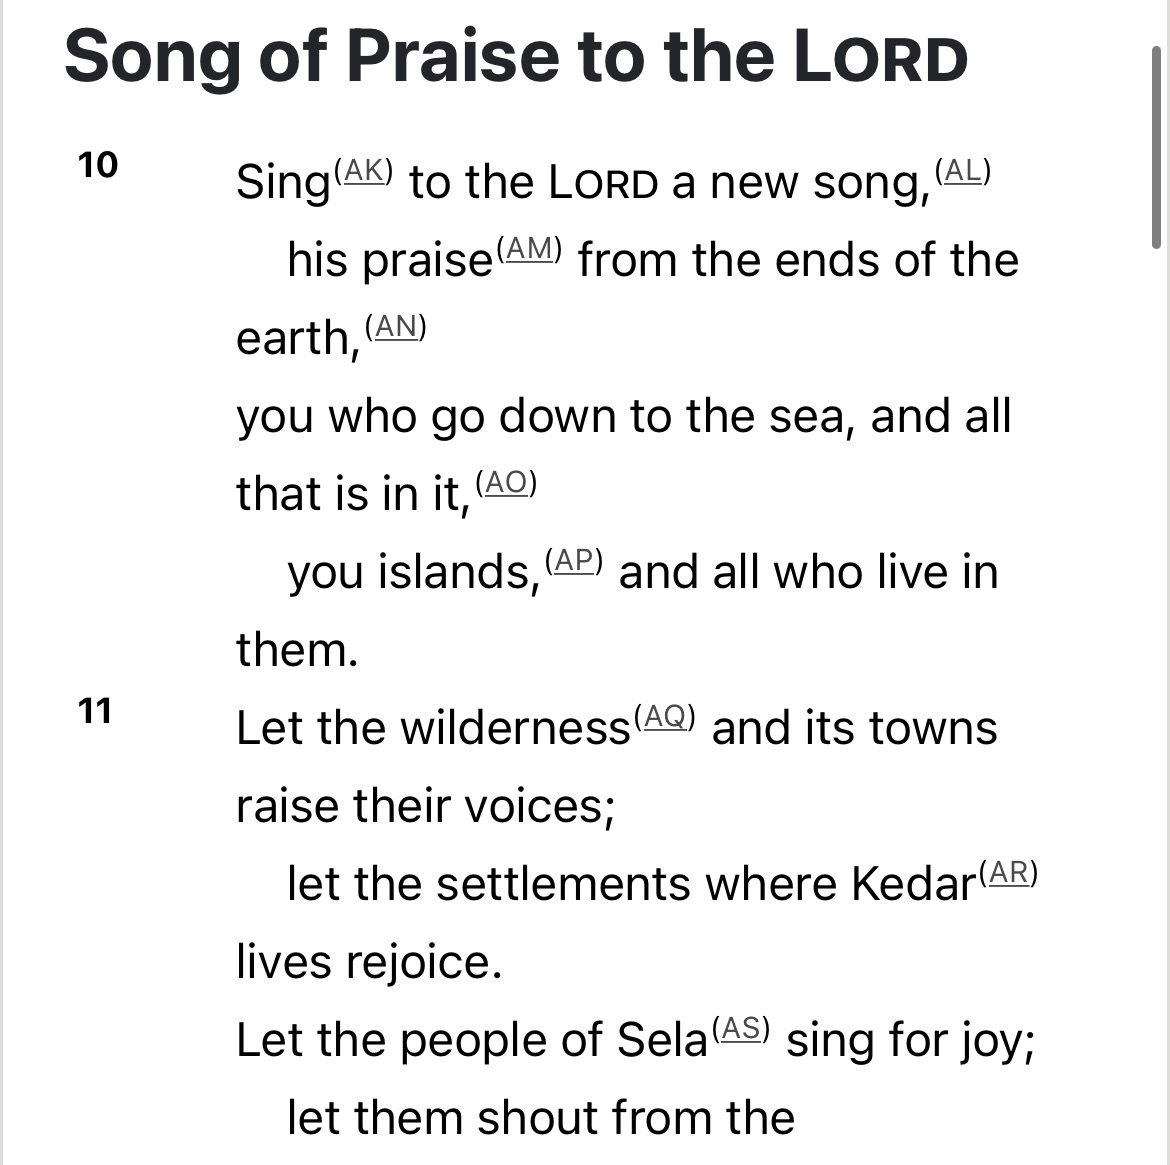 Song of Praise to the LORD
10 Sing(AK) to the LORD a new song,(AL)
his praise(AM) from the ends of the
earth,(AN)
you who go down to the sea, and all
that is in it,(AO)
you islands,(AP) and all who live in
them.
11 Let the wilderness(AQ) and its towns
raise their voices;
let the settlements where Kedar(AR)
lives rejoice.
Let the people of Sela(AS) sing for joy;
let them shout from the